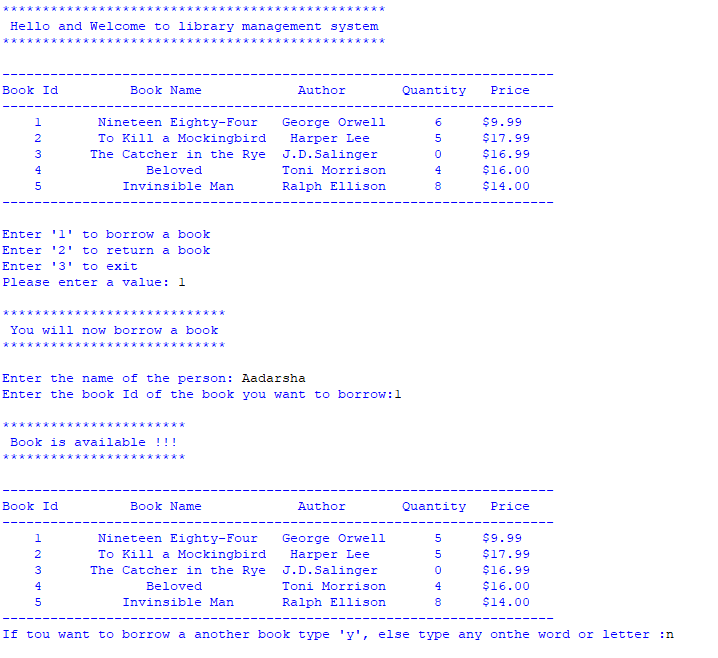 ************************************************
Hello and Welcome to library management system
************************************************
---------------------------------------------------------------------
Book Id Book Name Author Quantity Price
---------------------------------------------------------------------
1 Nineteen Eighty-Four George Orwell 6 $9.99
2 To Kill a Mockingbird Harper Lee 5 $17.99
3 The Catcher in the Rye J.D.Salinger 0 $16.99
4 Beloved Toni Morrison 4 $16.00
5 Invinsible Man Ralph Ellison 8 $14.00
---------------------------------------------------------------------
Enter '1' to borrow a book
Enter '2' to return a book
Enter '3' to exit
Please enter a value: 1
****************************
You will now borrow a book
****************************
Enter the name of the person: Aadarsha
Enter the book Id of the book you want to borrow:1
***********************
Book is available !!!
***********************
---------------------------------------------------------------------
Book Id Book Name Author Quantity Price
---------------------------------------------------------------------
1 Nineteen Eighty-Four George Orwell 5 $9.99
2 To Kill a Mockingbird Harper Lee 5 $17.99
3 The Catcher in the Rye J.D.Salinger 0 $16.99
4 Beloved Toni Morrison 4 $16.00
5 Invinsible Man Ralph Ellison 8 $14.00
---------------------------------------------------------------------
If tou want to borrow a another book type 'y', else type any onthe word or letter :n